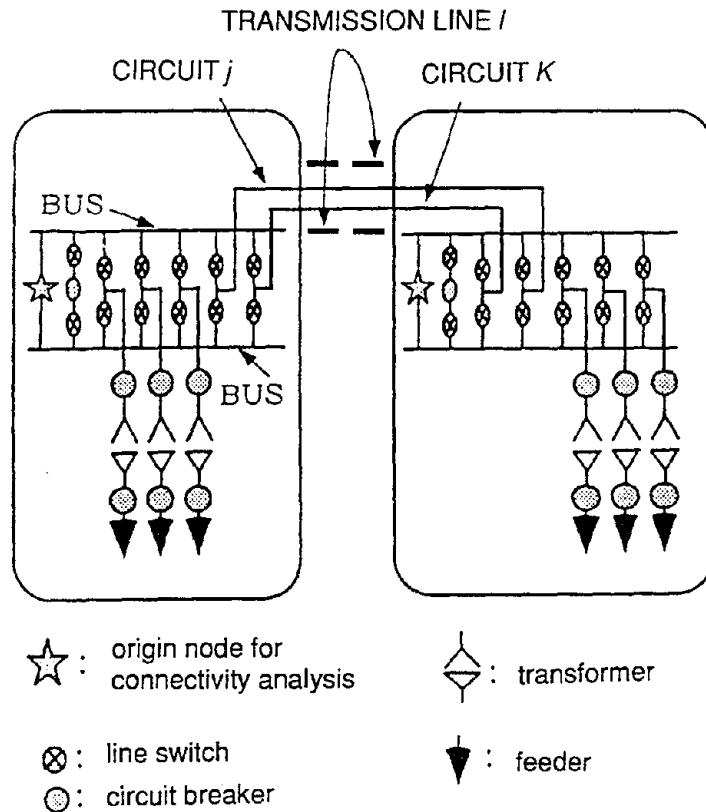 TRANSMISSION LINE l
CIRCUIT j
CIRCUIT K
BUS
BUS
origin node for
connectivity analysis
: transformer
: line switch
: feeder
: circuit breaker